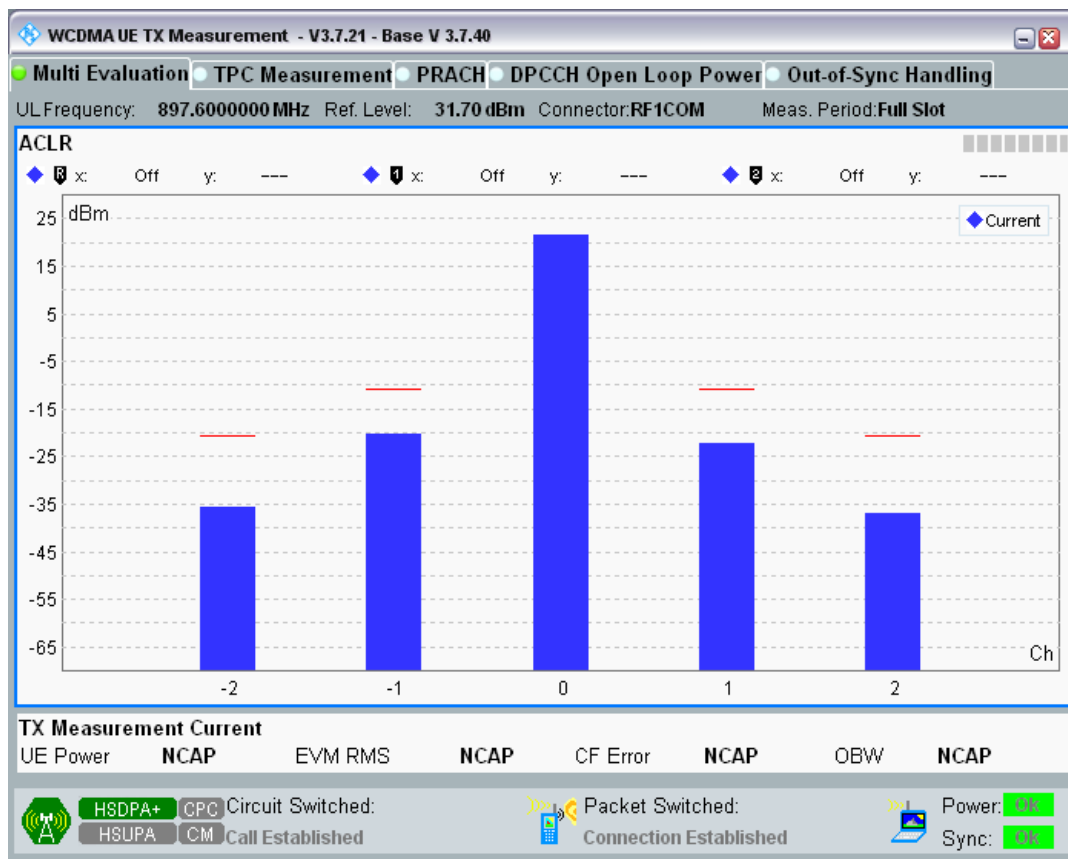 WCDMA UE TX Measurement - V3.7.21 - Base V 3.7.40
Multi Evaluation TPC Measurement PRACH DPCCH Open Loop Power Out-of-Sync Handling
UL Frequency: 897.6000000 MHz Ref. Level: 31.70 dBm Connector:RF1COM Meas. Period:Full Slot
ACLR
R x: Off y: --- 1 x: Off y: --- 2 x: Off y: ---
25 dBm Current
15
5
-5
-15
-25
-35
-45
-55
-65 Ch
-2 -1 0 1 2
TX Measurement Current
UE Power NCAP EVM RMS NCAP CF Error NCAP OBW NCAP
HSDPA+ CPC Circuit Switched: Packet Switched: Power: OK
HSUPA CM Call Established Connection Established Sync: OK